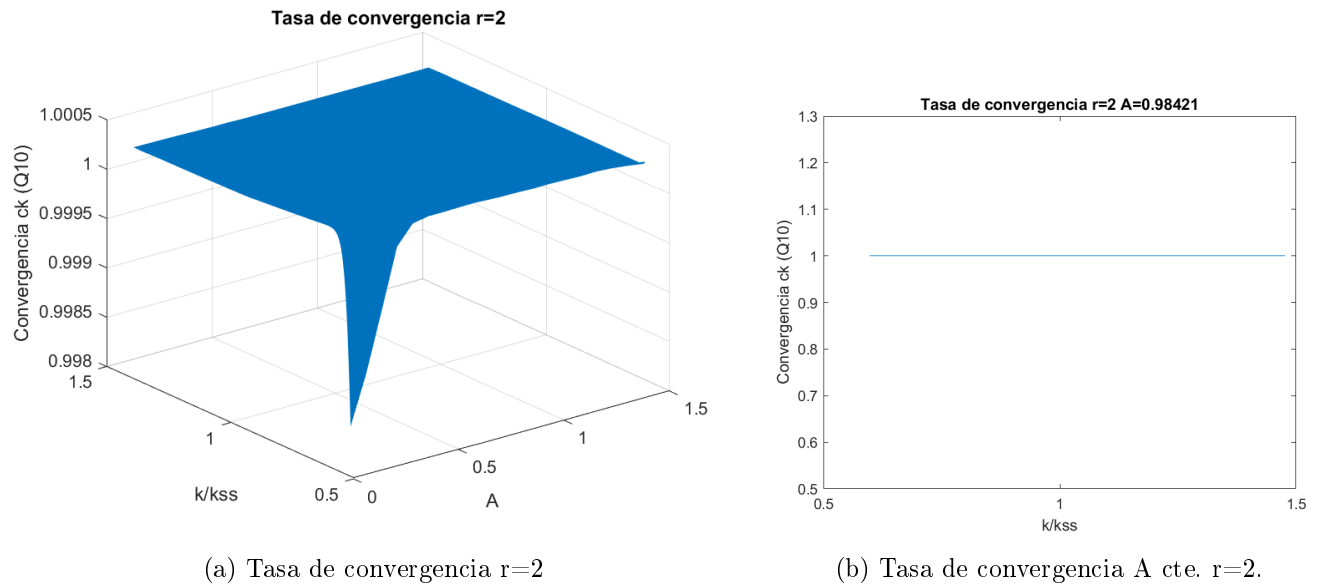 Tasa de convergencia r=2
Convergencia ck (Q10)
1.0005
1
0.9995
0.999
0.9985
0.998
1.5
1
0.5
k/kss
0
0.5
1
1.5
A
(a) Tasa de convergencia r=2
Tasa de convergencia r=2 A=0.98421
Convergencia ck (Q10)
1.3
1.2
1.1
1
0.9
0.8
0.7
0.6
0.5
0.5
1
1.5
k/kss
(b) Tasa de convergencia A cte. r=2.